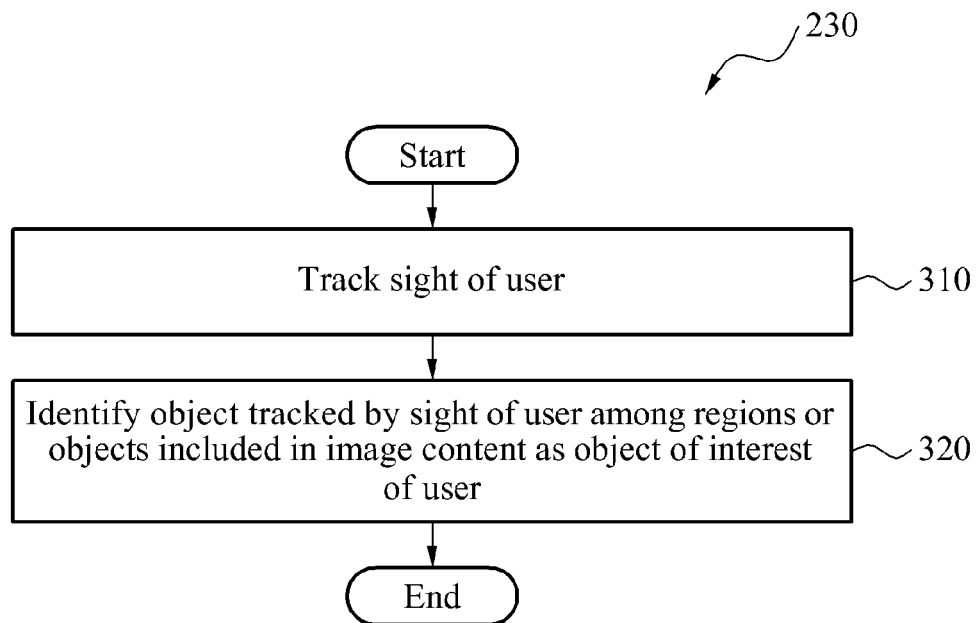 230
Start
Track sight of user
310
Identify object tracked by sight of user among regions or
objects included in image content as object of interest
of user
320
End